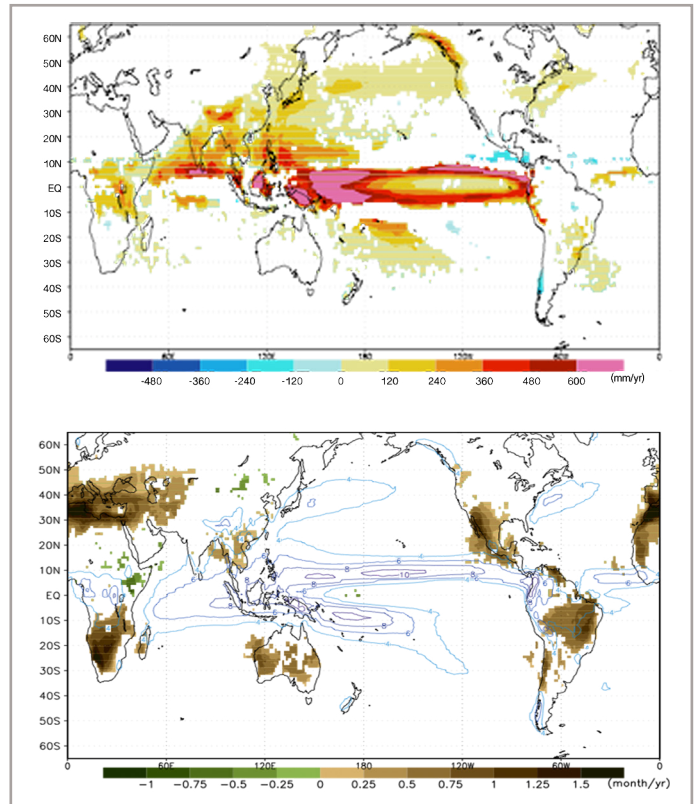 60N
50N
40N
30N
20N
10N
EQ
10S
20S
30S
40S
50S
60S
0 60E 120E 180 120W 60W 0
-480 -360 -240 -120 0 120 240 360 480 600 (mm/yr)
60N
50N
40N
30N
20N
10N
EQ
10S
20S
30S
40S
50S
60S
0 60E 120E 180 120W 60W 0
−1 −0.75 −0.5 −0.25 0 0.25 0.5 0.75 1 1.25 1.5 (month/yr)